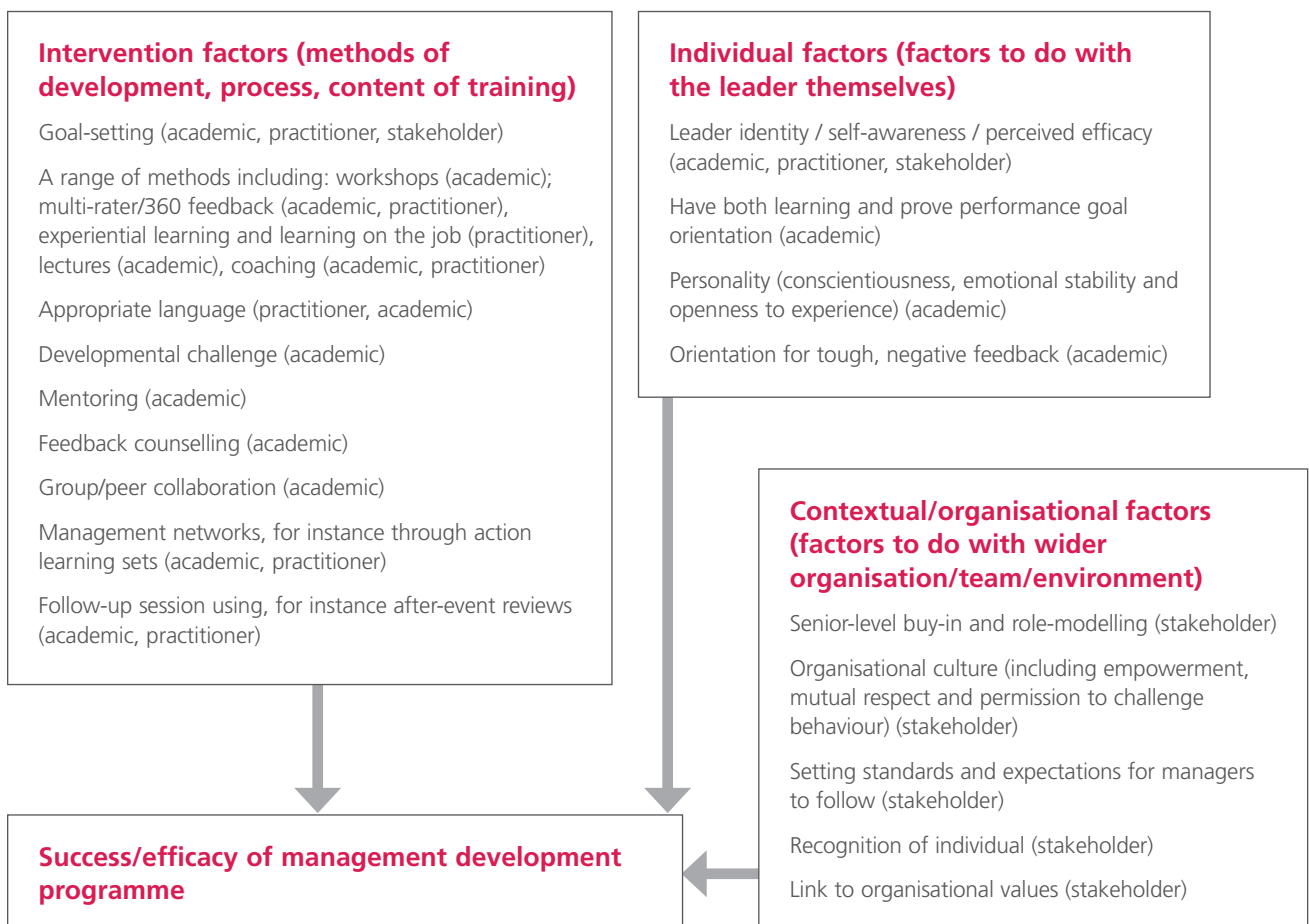 Intervention factors (methods of
development, process, content of training)
Goal-setting (academic, practitioner, stakeholder)
A range of methods including: workshops (academic);
multi-rater/360 feedback (academic, practitioner),
experiential learning and learning on the job (practitioner),
lectures (academic), coaching (academic, practitioner)
Appropriate language (practitioner, academic)
Developmental challenge (academic)
Mentoring (academic)
Feedback counselling (academic)
Group/peer collaboration (academic)
Management networks, for instance through action
learning sets (academic, practitioner)
Follow-up session using, for instance after-event reviews
(academic, practitioner)
Individual factors (factors to do with
the leader themselves)
Leader identity / self-awareness / perceived efficacy
(academic, practitioner, stakeholder)
Have both learning and prove performance goal
orientation (academic)
Personality (conscientiousness, emotional stability and
openness to experience) (academic)
Orientation for tough, negative feedback (academic)
Contextual/organisational factors
(factors to do with wider
organisation/team/environment)
Senior-level buy-in and role-modelling (stakeholder)
Organisational culture (including empowerment,
mutual respect and permission to challenge
behaviour) (stakeholder)
Setting standards and expectations for managers
to follow (stakeholder)
Recognition of individual (stakeholder)
Link to organisational values (stakeholder)
Success/efficacy of management development
programme